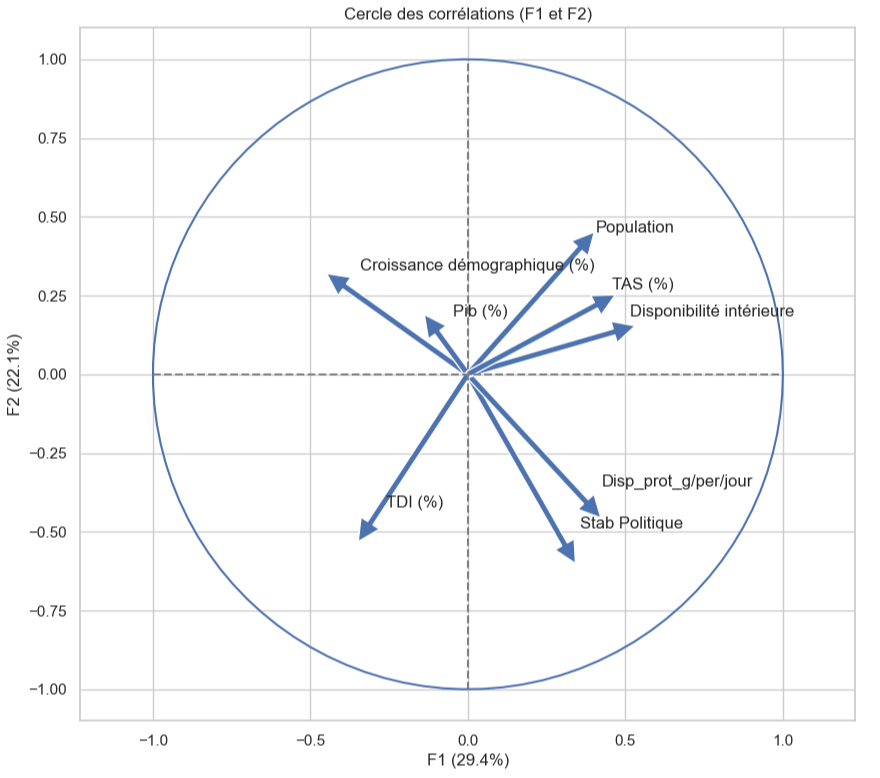 Cercle des corrélations (F1 et F2)
1.00
0.75
0.50
0.25
0.00
−0.25
−0.50
−0.75
−1.00
F2 (22.1%)
Population
Croissance démographique (%)
TAS (%)
Pib (%)
Disponibilité intérieure
Disp_prot_g/per/jour
TDI (%)
Stab Politique
−1.0
−0.5
0.0
0.5
1.0
F1 (29.4%)